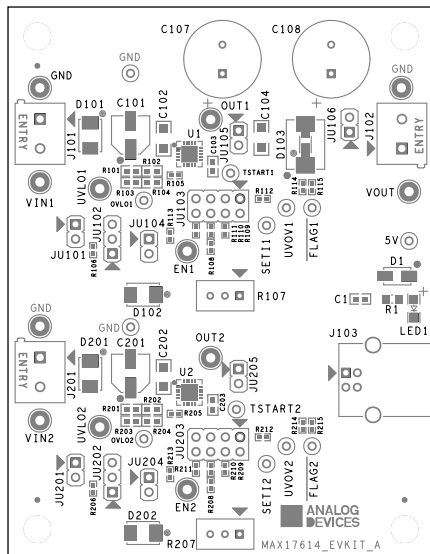 C107
C108
GND
GND
GND
D101
C101
C102
OUT1
C104
D103
JU106
J102
ENTRY
ENTRY
J101
U1
C103
JU105
TSTART1
R101
R102
R105
R103
R104
UVLO1
OVLO1
VIN1
JU102
JU101
R106
JU104
R113
JU103
R112
R114
R115
R111
R110
R109
R108
EN1
SETI1
UVOV1
FLAG1
VOUT
5V
D1
C1
R1
LED1
J103
D102
R107
GND
GND
D201
C201
C202
OUT2
JU205
ENTRY
J201
U2
C203
TSTART2
R201
R202
R205
R203
R204
UVLO2
OVLO2
VIN2
JU202
JU201
R206
JU204
R213
R211
JU203
R212
R214
R215
R210
R209
R208
EN2
SETI2
UVOV2
FLAG2
D202
R207
ANALOG
DEVICES
MAX17614_EVKIT_A